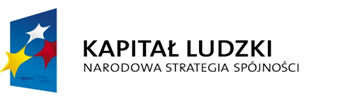 KAPITAŁ LUDZKI
NARODOWA STRATEGIA SPÓJNOŚCI